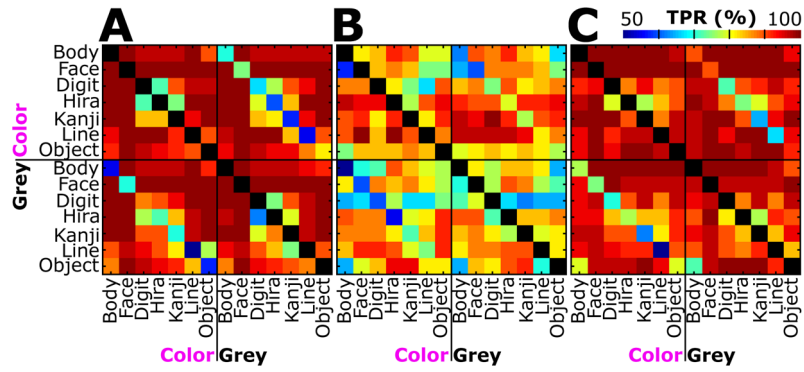 A B C 50 TPR (%) 100
Body
Face
Digit
Hira
Kanji
Line
Object
Body
Face
Digit
Hira
Kanji
Line
Object
Grey Color
Body Face Digit Hira Kanji Line Object Body Face Digit Hira Kanji Line Object
Body Face Digit Hira Kanji Line Object Body Face Digit Hira Kanji Line Object
Body Face Digit Hira Kanji Line Object Body Face Digit Hira Kanji Line Object
Color Grey Color Grey Color Grey